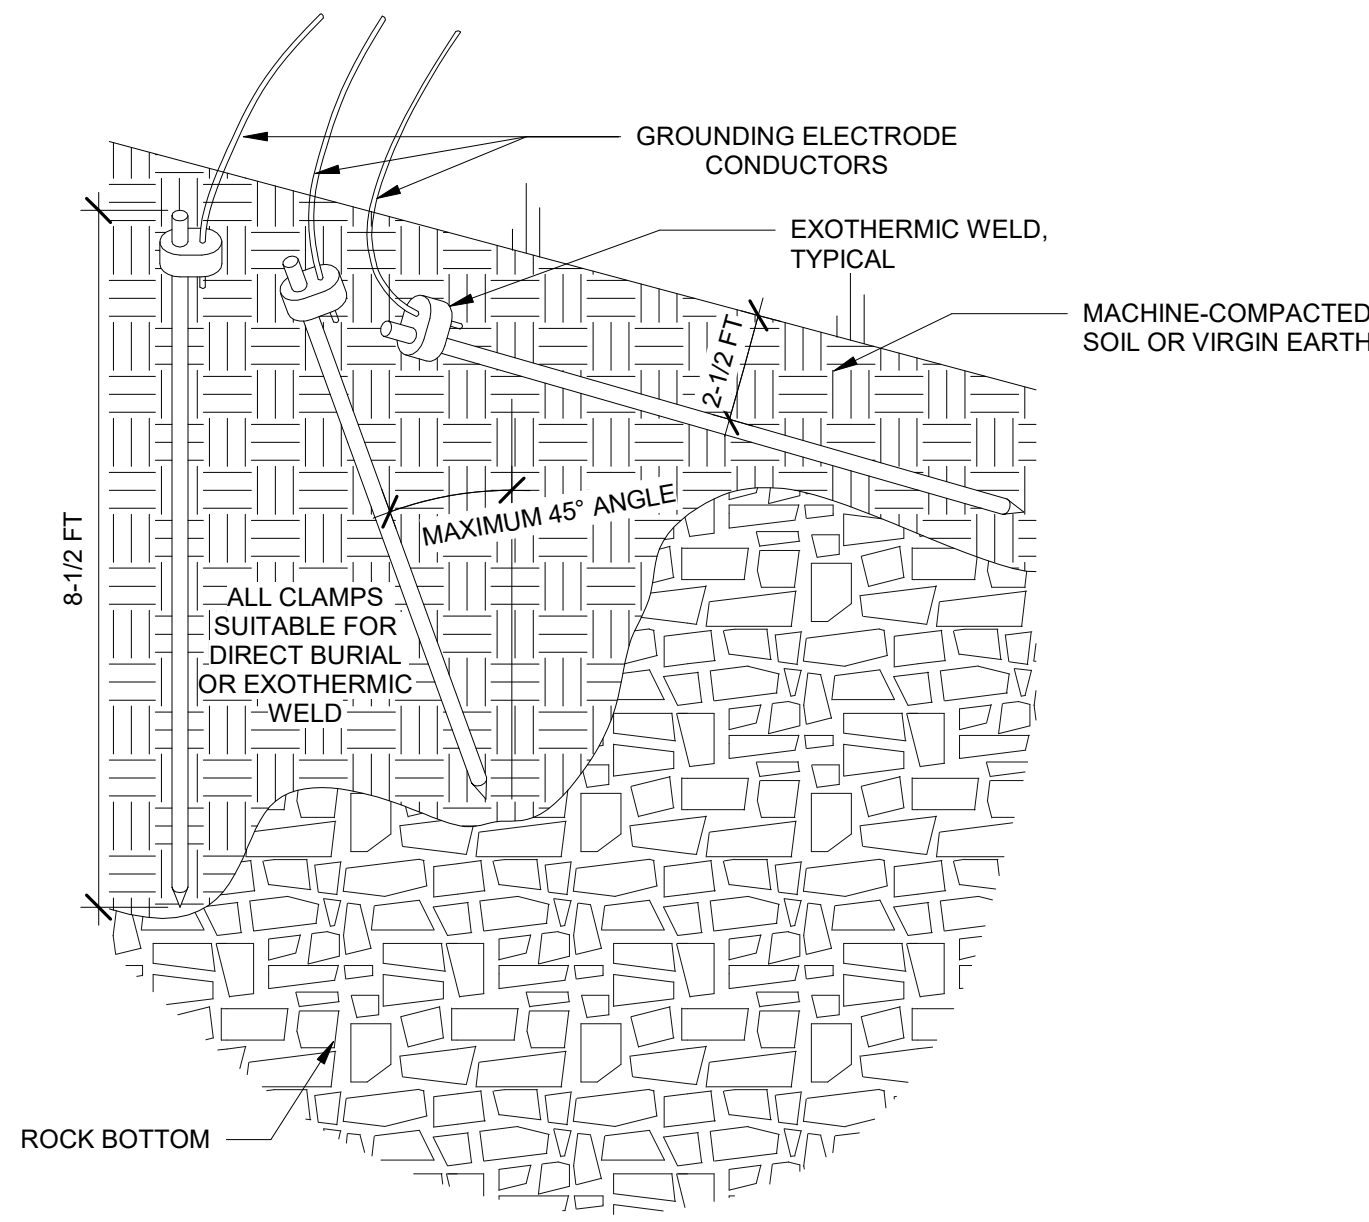 GROUNDING ELECTRODE
CONDUCTORS
EXOTHERMIC WELD,
TYPICAL
MACHINE-COMPACTED
SOIL OR VIRGIN EARTH
2-1/2 FT
MAXIMUM 45° ANGLE
8-1/2 FT
ALL CLAMPS
SUITABLE FOR
DIRECT BURIAL
OR EXOTHERMIC
WELD
ROCK BOTTOM